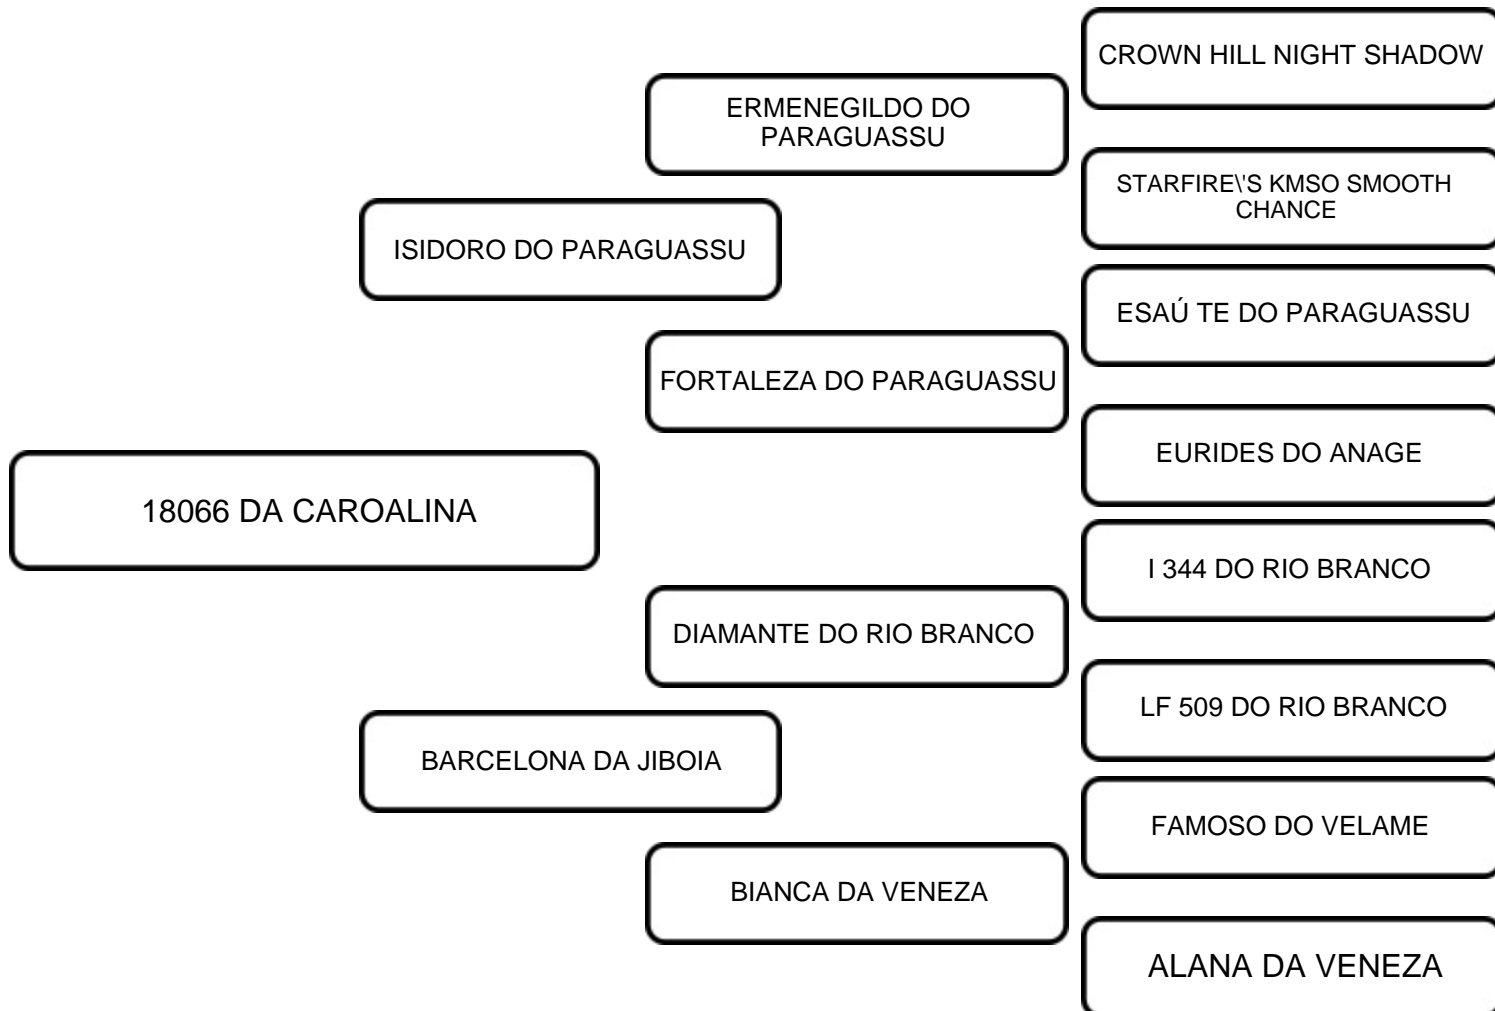 CROWN HILL NIGHT SHADOW
ERMENEGILDO DO
PARAGUASSU
STARFIRE\'S KMSO SMOOTH
CHANCE
ISIDORO DO PARAGUASSU
ESAÚ TE DO PARAGUASSU
FORTALEZA DO PARAGUASSU
EURIDES DO ANAGE
18066 DA CAROALINA
I 344 DO RIO BRANCO
DIAMANTE DO RIO BRANCO
LF 509 DO RIO BRANCO
BARCELONA DA JIBOIA
FAMOSO DO VELAME
BIANCA DA VENEZA
ALANA DA VENEZA